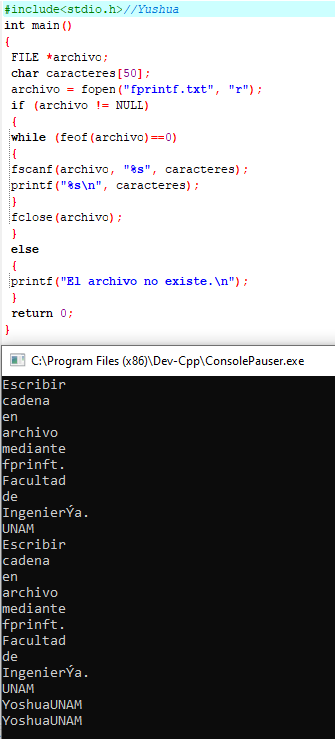 #include<stdio.h>//Yushua
int main()
{
FILE *archivo;
char caracteres[50];
archivo = fopen("fprintf.txt", "r");
if (archivo != NULL)
{
while (feof(archivo)==0)
{
fscanf(archivo, "%s", caracteres);
printf("%s\n", caracteres);
}
fclose(archivo);
}
else
{
printf("El archivo no existe.\n");
}
return 0;
}
C:\Program Files (x86)\Dev-Cpp\ConsolePauser.exe
Escribir
cadena
en
archivo
mediante
fprinft.
Facultad
de
IngenierÝa.
UNAM
Escribir
cadena
en
archivo
mediante
fprinft.
Facultad
de
IngenierÝa.
UNAM
YoshuaUNAM
YoshuaUNAM